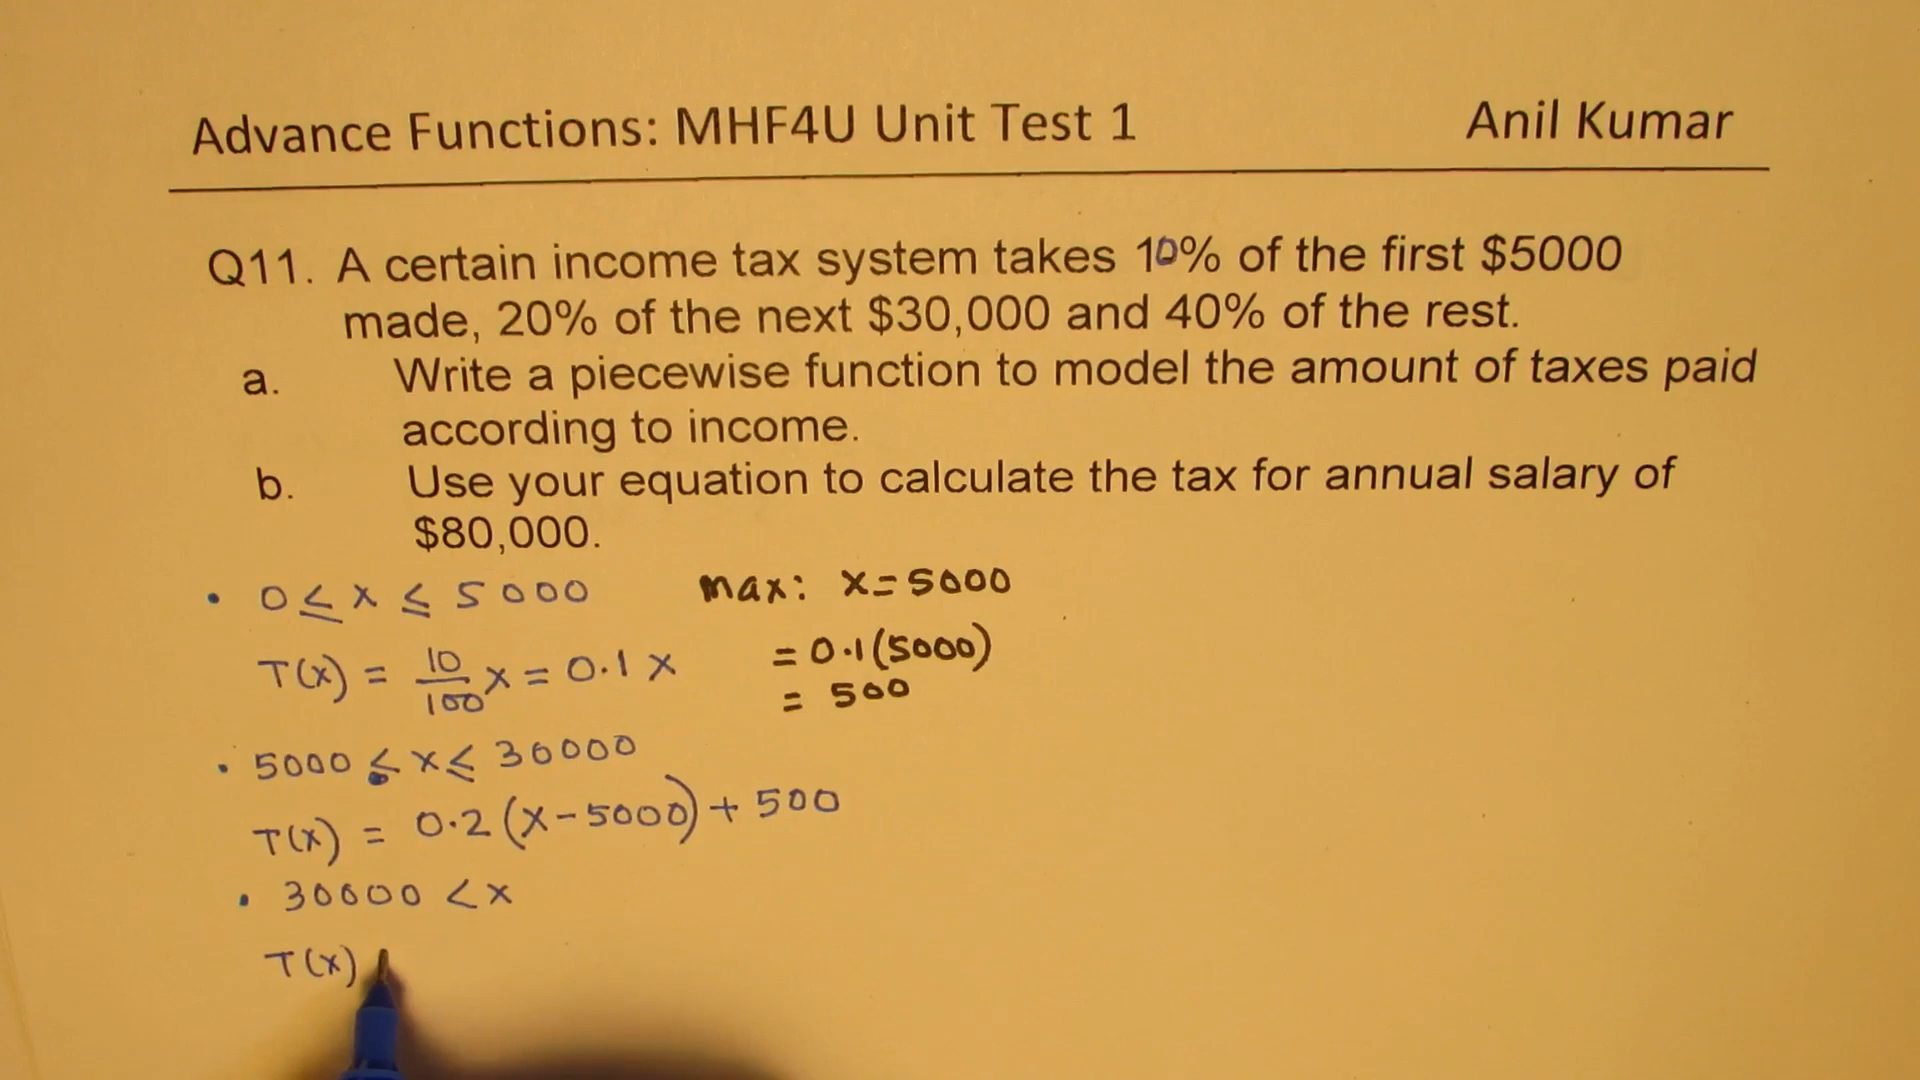 Advance Functions: MHF4U Unit Test 1 Anil Kumar
Q11. A certain income tax system takes 10% of the first $5000
made, 20% of the next $30,000 and 40% of the rest.
a. Write a piecewise function to model the amount of taxes paid
according to income.
b. Use your equation to calculate the tax for annual salary of
$80,000.
• 0 ≤ x ≤ 5000 max: x = 5000
T(x) = 10/100 x = 0.1 x = 0.1(5000)
= 500
• 5000 ≤ x ≤ 30000
T(x) = 0.2 (x - 5000) + 500
• 30000 < x
T(x)